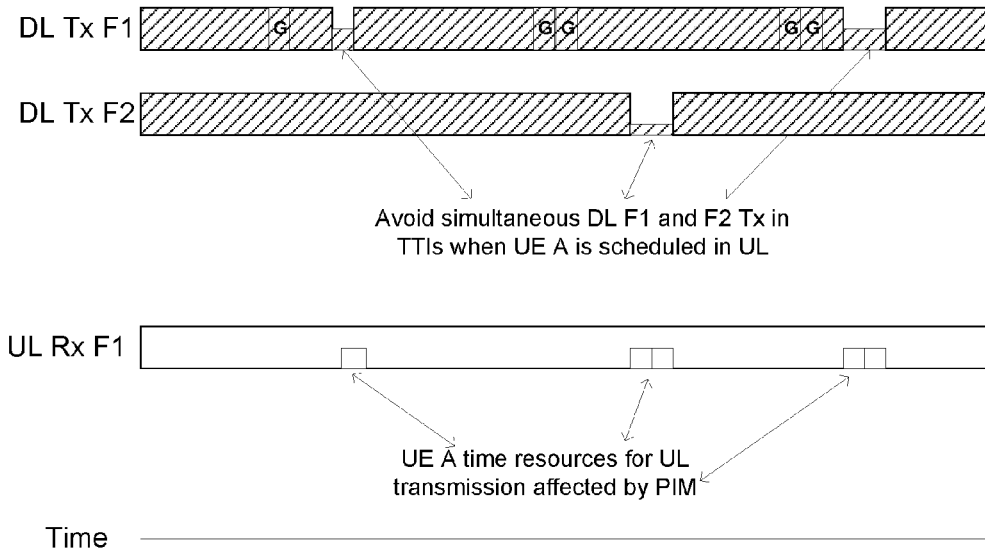 DL Tx F1
G
G G
G G
DL Tx F2
Avoid simultaneous DL F1 and F2 Tx in
TTIs when UE A is scheduled in UL
UL Rx F1
UE A time resources for UL
transmission affected by PIM
Time